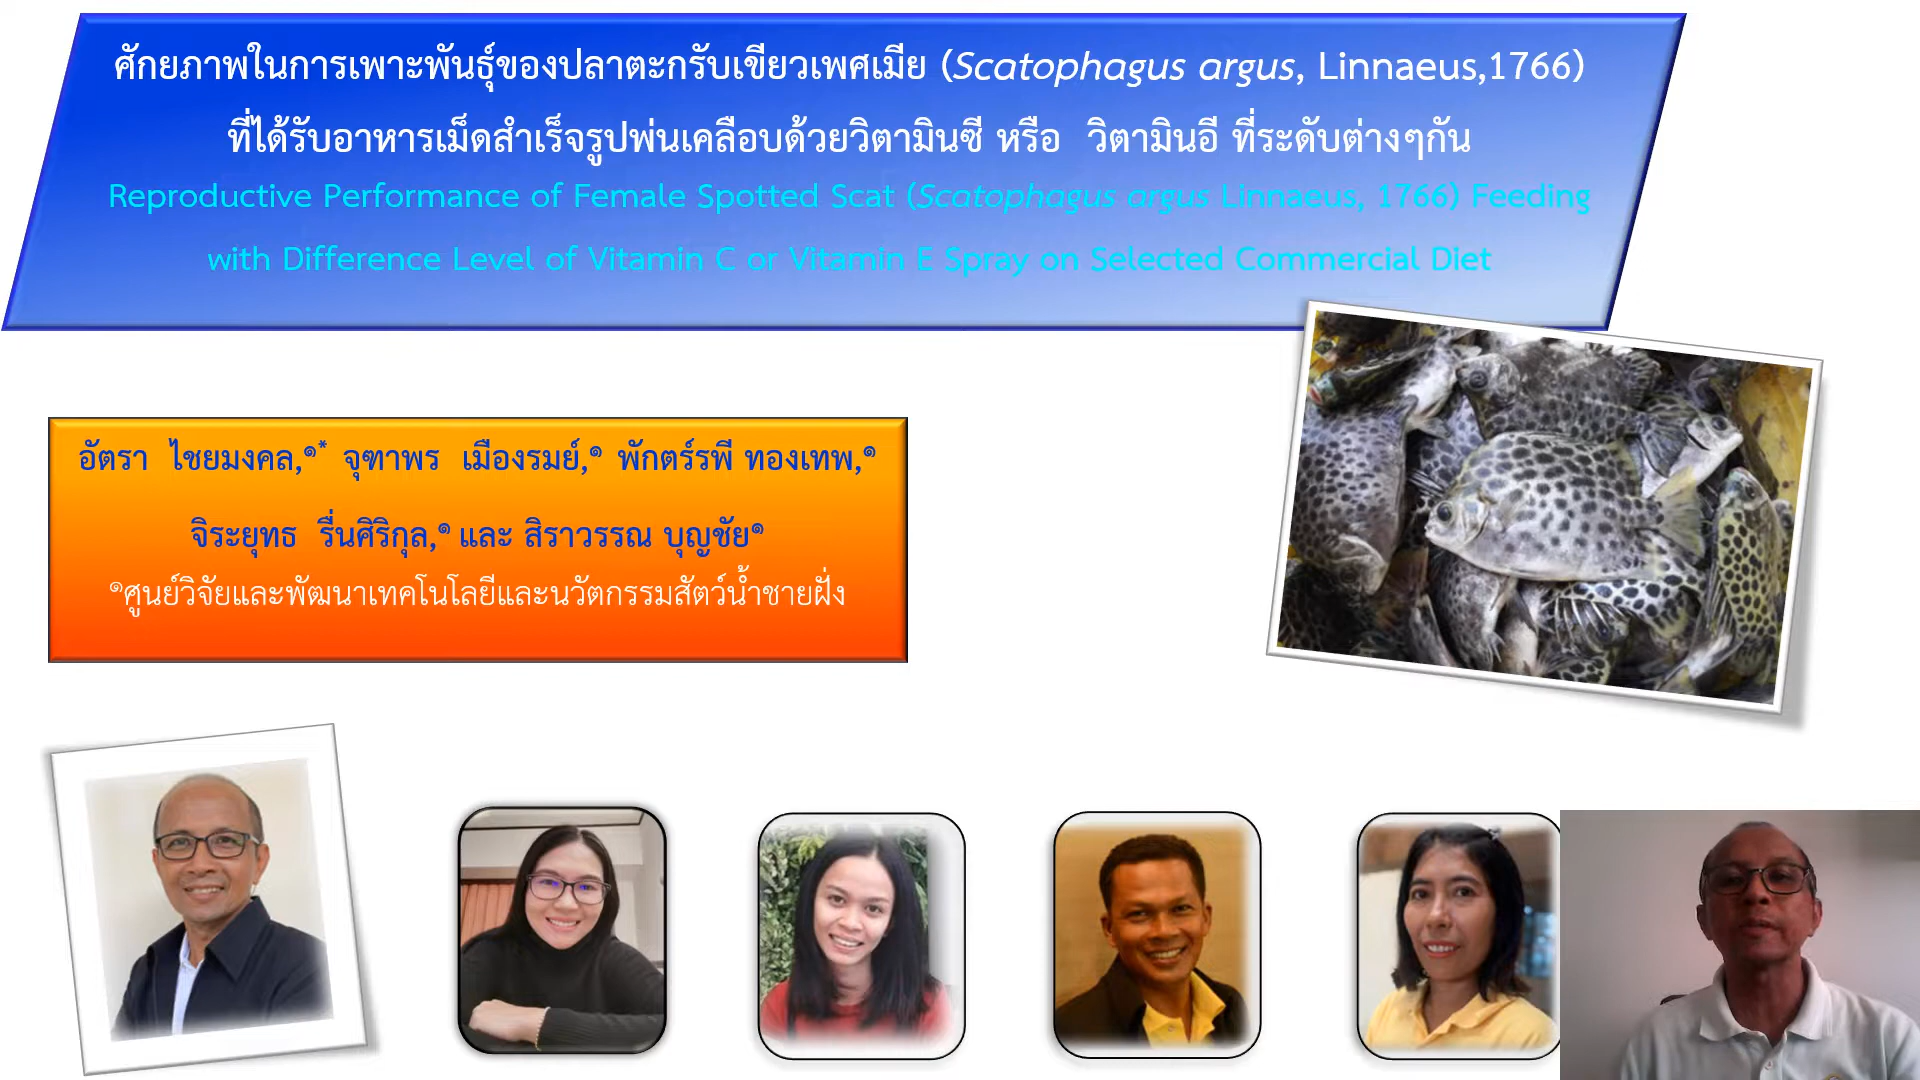 ศักยภาพในการเพาะพันธุ์ของปลาตะกรับเขียวเพศเมีย (Scatophagus argus, Linnaeus,1766)
ที่ได้รับอาหารเม็ดสำเร็จรูปพ่นเคลือบด้วยวิตามินซี หรือ วิตามินอี ที่ระดับต่างๆกัน
Reproductive Performance of Female Spotted Scat (Scatophagus argus Linnaeus, 1766) Feeding
with Difference Level of Vitamin C or Vitamin E Spray on Selected Commercial Diet
อัตรา ไชยมงคล,๑* จุฑาพร เมืองรมย์,๑ พักตร์รพี ทองเทพ,๑
จิระยุทธ รื่นศิริกุล,๑ และ สิราวรรณ บุญชัย๑
๑ศูนย์วิจัยและพัฒนาเทคโนโลยีและนวัตกรรมสัตว์น้ำชายฝั่ง